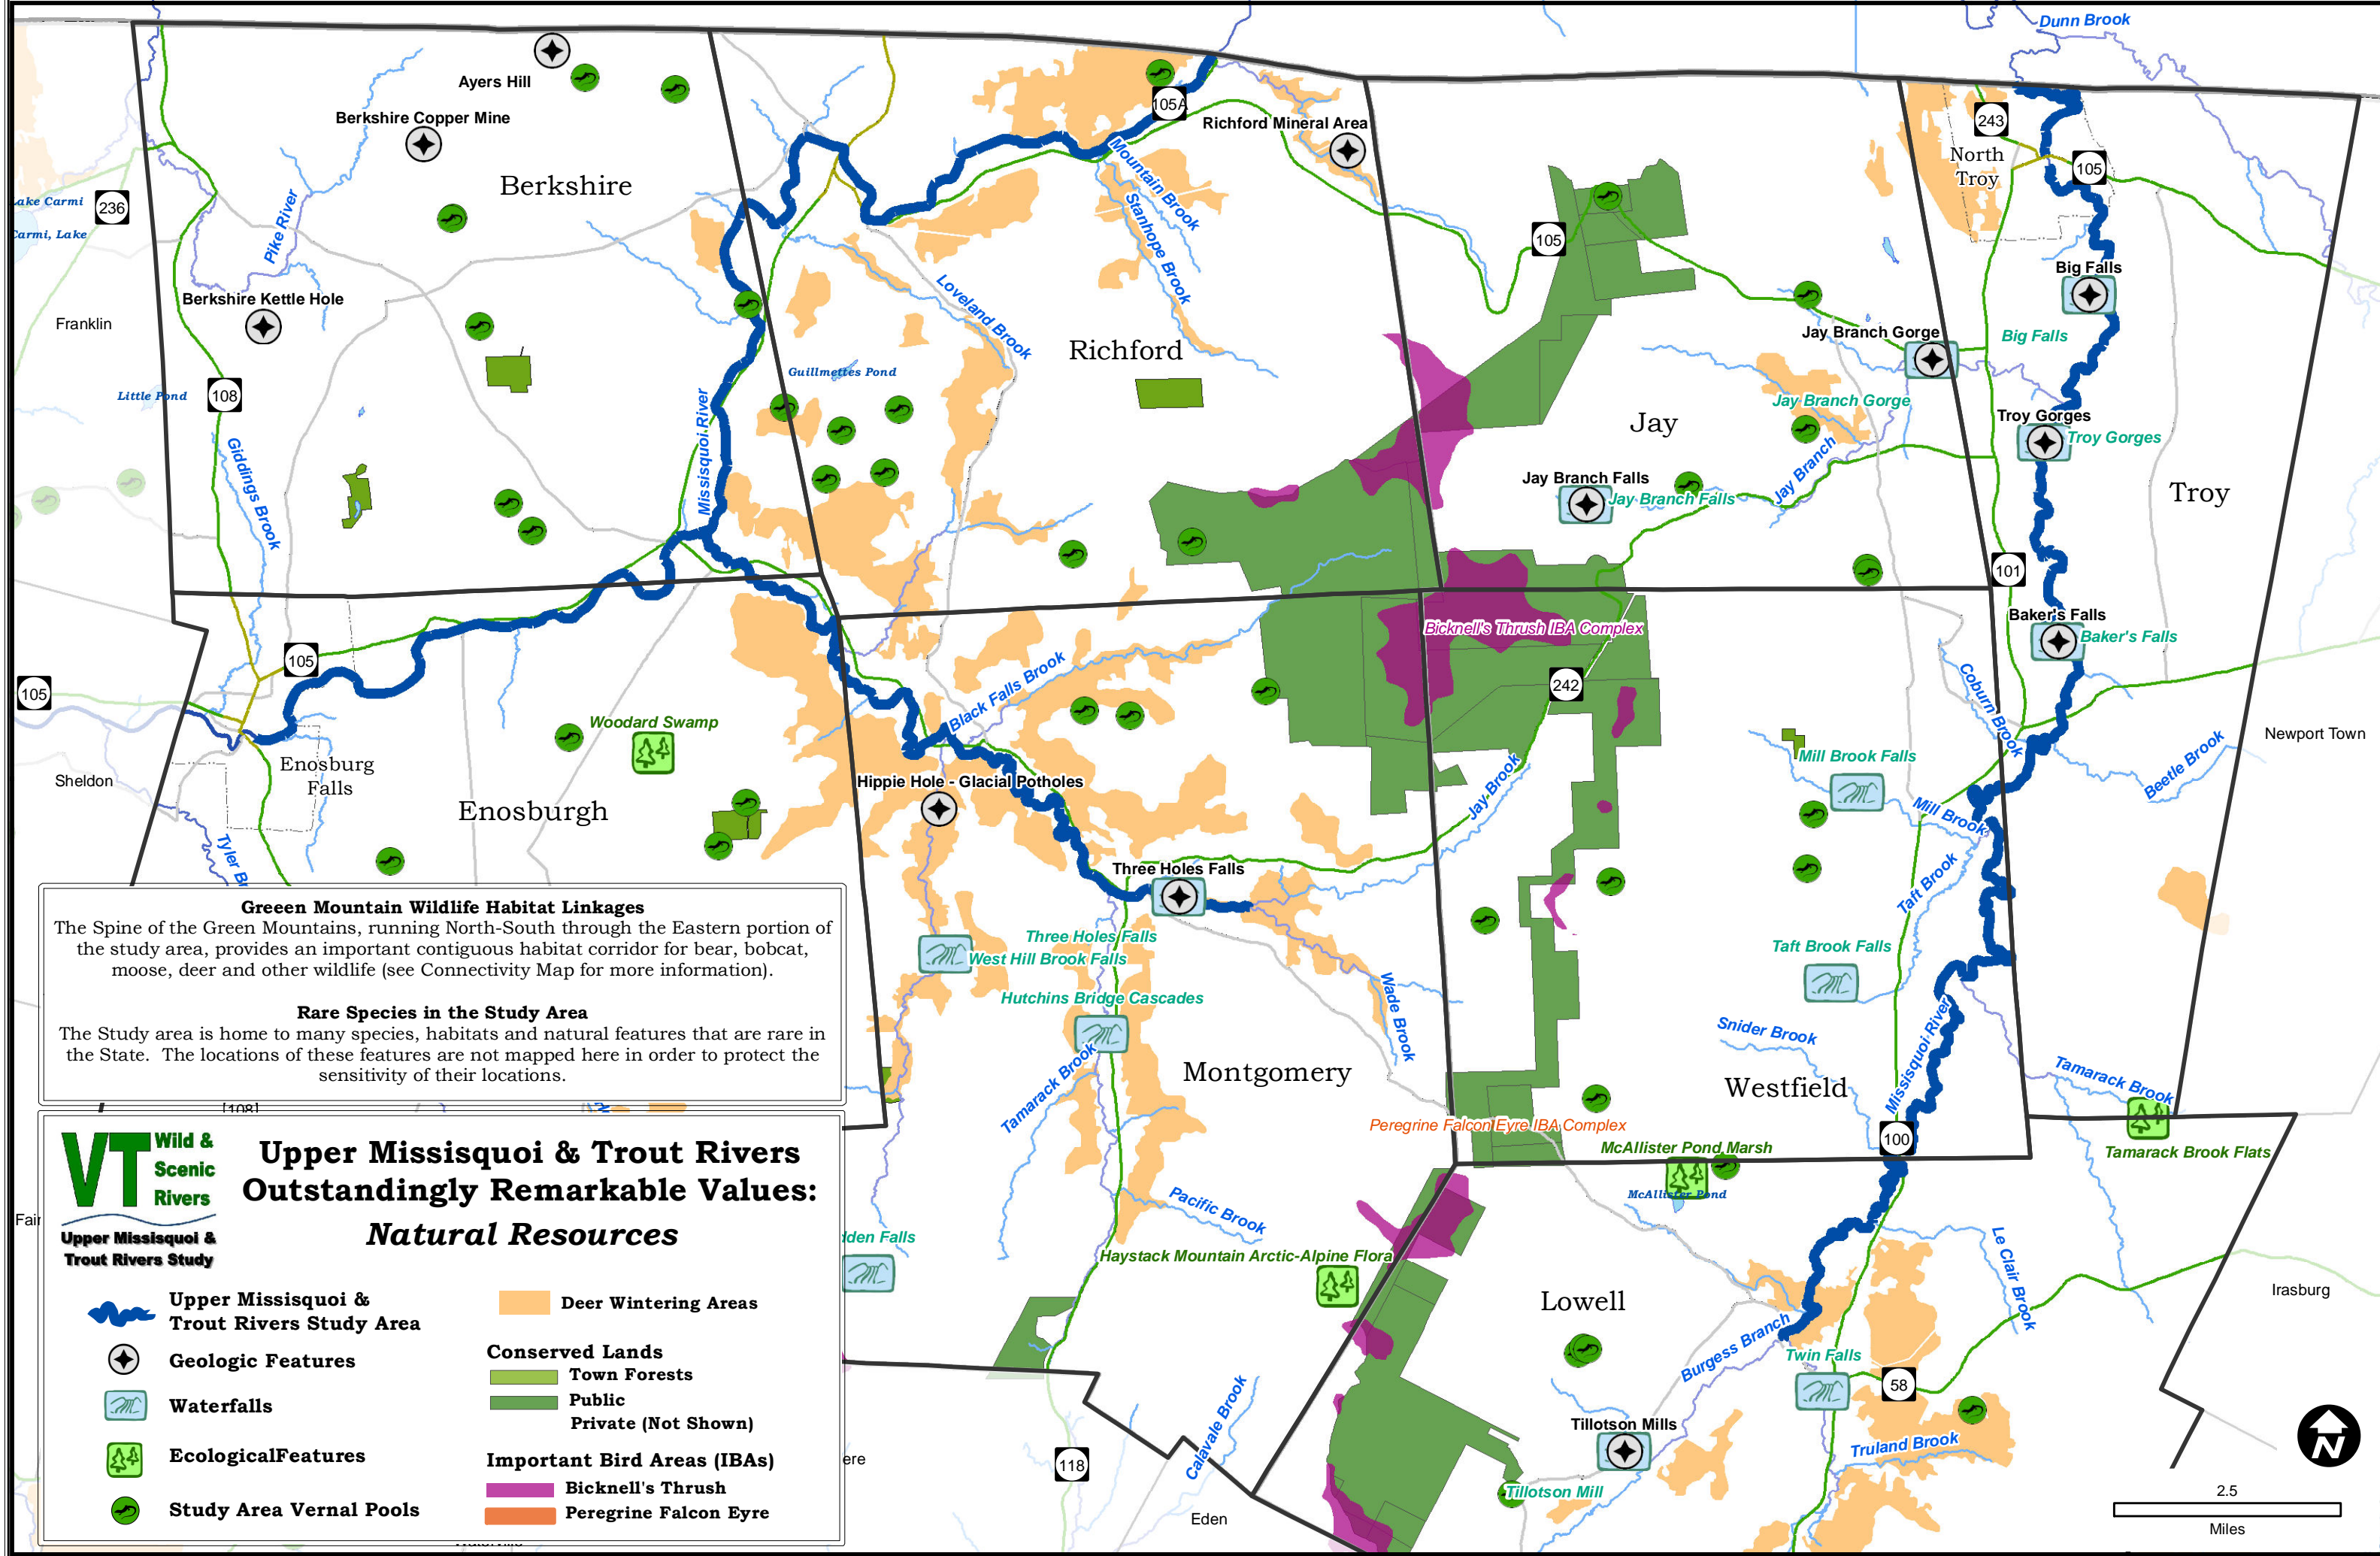 Dunn Brook
Ayers Hill
105A
Berkshire Copper Mine
Richford Mineral Area
243
Mountain Brook
North
Troy
105
Berkshire
Lake Carmi
236
Carmi, Lake
Pike River
Stanhope Brook
105
Big Falls
Berkshire Kettle Hole
Loveland Brook
Franklin
Jay Branch Gorge
Big Falls
Richford
Guillmettes Pond
Little Pond
108
Missisquoi River
Jay Branch Gorge
Troy Gorges
Troy Gorges
Jay
Giddings Brook
Jay Branch
Jay Branch Falls
Jay Branch Falls
Troy
101
Baker's Falls
Baker's Falls
Bicknell's Thrush IBA Complex
105
105
242
Black Falls Brook
Coburn Brook
Woodard Swamp
Newport Town
Enosburg
Falls
Sheldon
Mill Brook Falls
Beetle Brook
Hippie Hole - Glacial Potholes
Jay Brook
Enosburgh
Mill Brook
Tyler Br
Three Holes Falls
Taft Brook
Three Holes Falls
West Hill Brook Falls
Taft Brook Falls
Hutchins Bridge Cascades
Wade Brook
Snider Brook
Missisquoi River
Tamarack Brook
Montgomery
Westfield
Tamarack Brook
Peregrine Falcon Eyre IBA Complex
100
McAllister Pond Marsh
Tamarack Brook Flats
McAllister Pond
Pacific Brook
dden Falls
Haystack Mountain Arctic-Alpine Flora
Le Clair Brook
Lowell
Irasburg
Burgess Branch
Twin Falls
58
Calavale Brook
Tillotson Mills
Truland Brook
118
ere
Tillotson Mill
Eden
Fair
108
Greeen Mountain Wildlife Habitat Linkages
The Spine of the Green Mountains, running North-South through the Eastern portion of
the study area, provides an important contiguous habitat corridor for bear, bobcat,
moose, deer and other wildlife (see Connectivity Map for more information).
Rare Species in the Study Area
The Study area is home to many species, habitats and natural features that are rare in
the State. The locations of these features are not mapped here in order to protect the
sensitivity of their locations.
VT Wild &
Scenic
Rivers
Upper Missisquoi &
Trout Rivers Study
Upper Missisquoi & Trout Rivers
Outstandingly Remarkable Values:
Natural Resources
Upper Missisquoi &
Trout Rivers Study Area
Geologic Features
Waterfalls
EcologicalFeatures
Study Area Vernal Pools
Deer Wintering Areas
Conserved Lands
Town Forests
Public
Private (Not Shown)
Important Bird Areas (IBAs)
Bicknell's Thrush
Peregrine Falcon Eyre
N
2.5
Miles